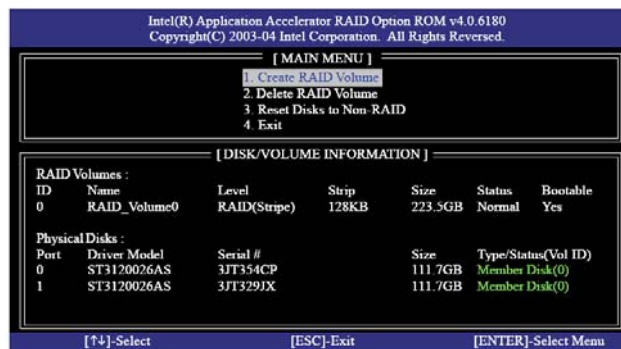 Intel(R) Application Accelerator RAID Option ROM v4.0.6180
Copyright(C) 2003-04 Intel Corporation. All Rights Reversed.
[ MAIN MENU ]
1. Create RAID Volume
2. Delete RAID Volume
3. Reset Disks to Non-RAID
4. Exit
[ DISK/VOLUME INFORMATION ]
RAID Volumes :
ID Name Level Strip Size Status Bootable
0 RAID_Volume0 RAID(Stripe) 128KB 223.5GB Normal Yes
Physical Disks :
Port Driver Model Serial # Size Type/Status(Vol ID)
0 ST3120026AS 3JT354CP 111.7GB Member Disk(0)
1 ST3120026AS 3JT329JX 111.7GB Member Disk(0)
[↑↓]-Select [ESC]-Exit [ENTER]-Select Menu